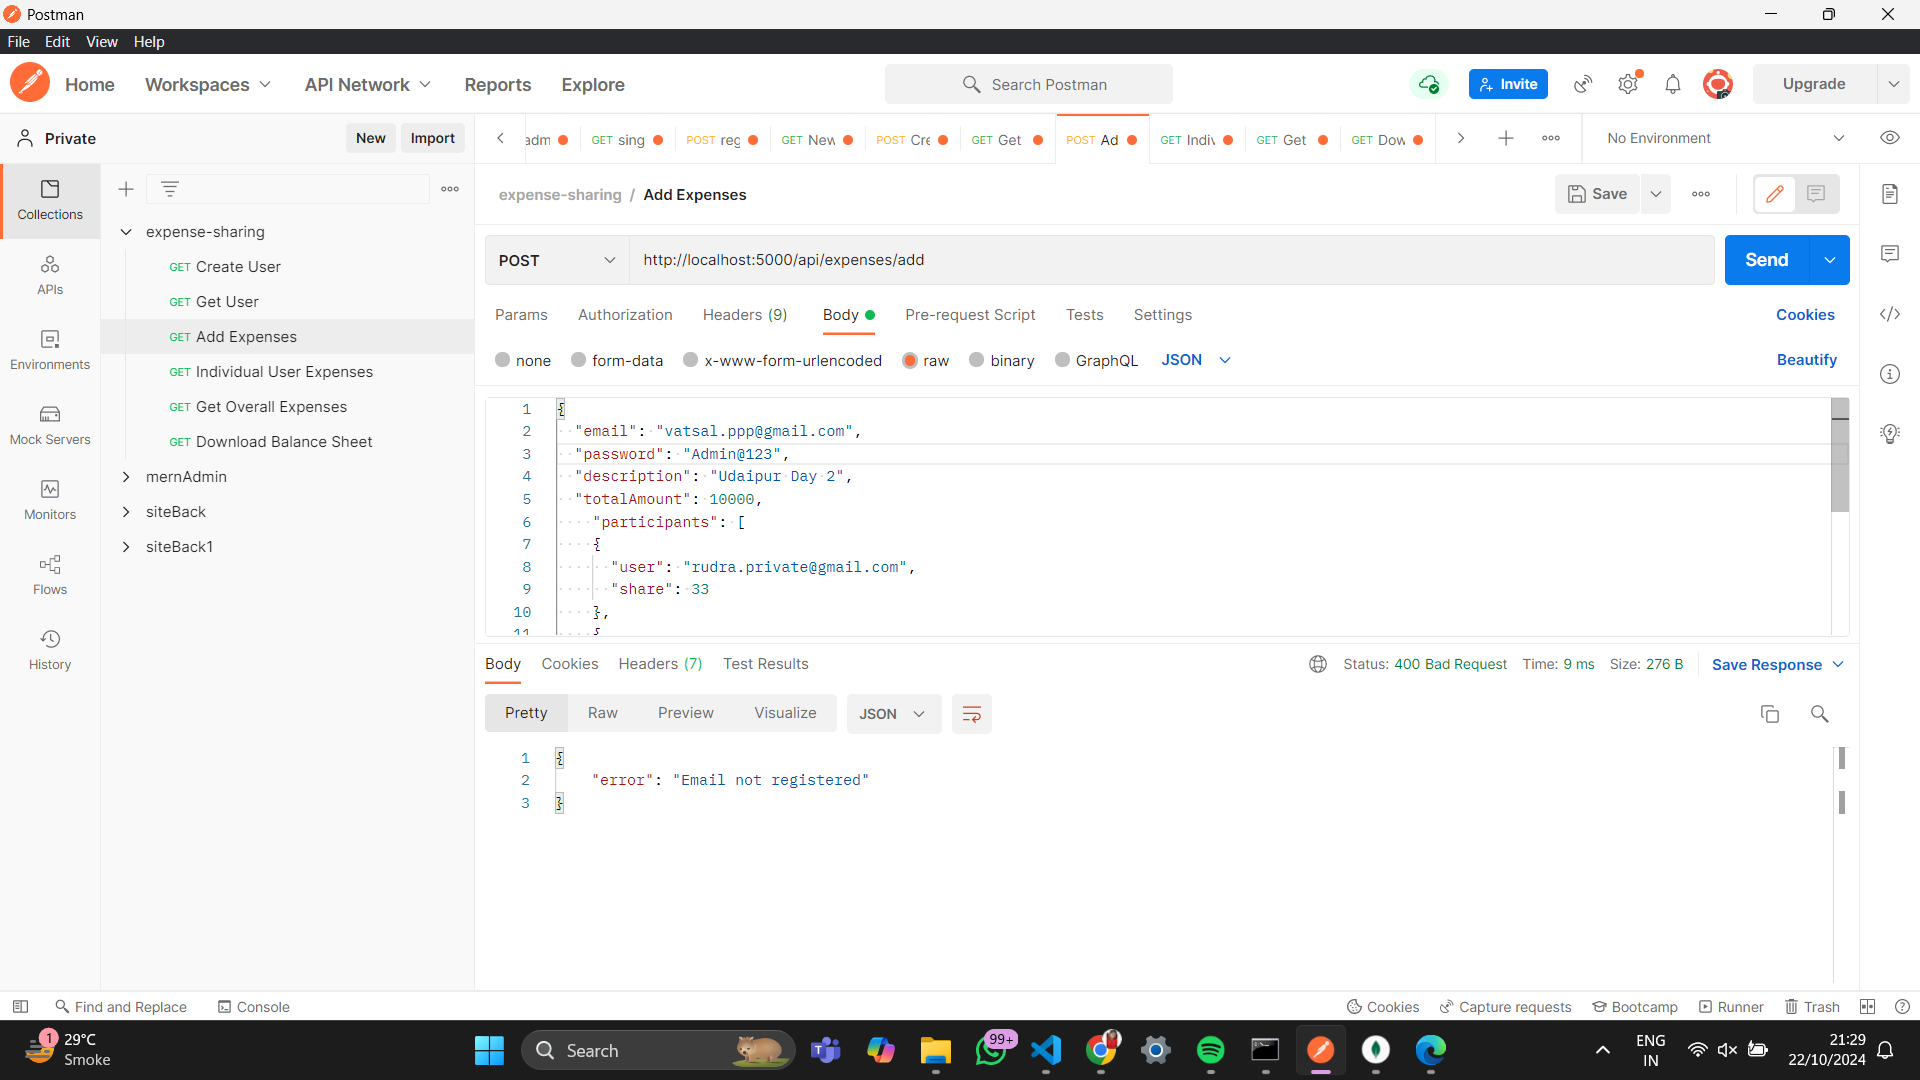 Postman
File Edit View Help
Home Workspaces API Network Reports Explore Search Postman Invite Upgrade
Private New Import adm GET sing POST reg GET New POST Cre GET Get POST Ad GET Indiv GET Get GET Dow No Environment
Collections
APIs
Environments
Mock Servers
Monitors
Flows
History
expense-sharing
GET Create User
GET Get User
GET Add Expenses
GET Individual User Expenses
GET Get Overall Expenses
GET Download Balance Sheet
mernAdmin
siteBack
siteBack1
expense-sharing / Add Expenses Save
POST http://localhost:5000/api/expenses/add Send
Params Authorization Headers (9) Body Pre-request Script Tests Settings Cookies
none form-data x-www-form-urlencoded raw binary GraphQL JSON Beautify
1 {
2 "email": "vatsal.ppp@gmail.com",
3 "password": "Admin@123",
4 "description": "Udaipur Day 2",
5 "totalAmount": 10000,
6 "participants": [
7 {
8 "user": "rudra.private@gmail.com",
9 "share": 33
10 },
11 {
Body Cookies Headers (7) Test Results Status: 400 Bad Request Time: 9 ms Size: 276 B Save Response
Pretty Raw Preview Visualize JSON
1 {
2 "error": "Email not registered"
3 }
Find and Replace Console Cookies Capture requests Bootcamp Runner Trash
1 29°C
Smoke
Search
99+
ENG
IN
21:29
22/10/2024